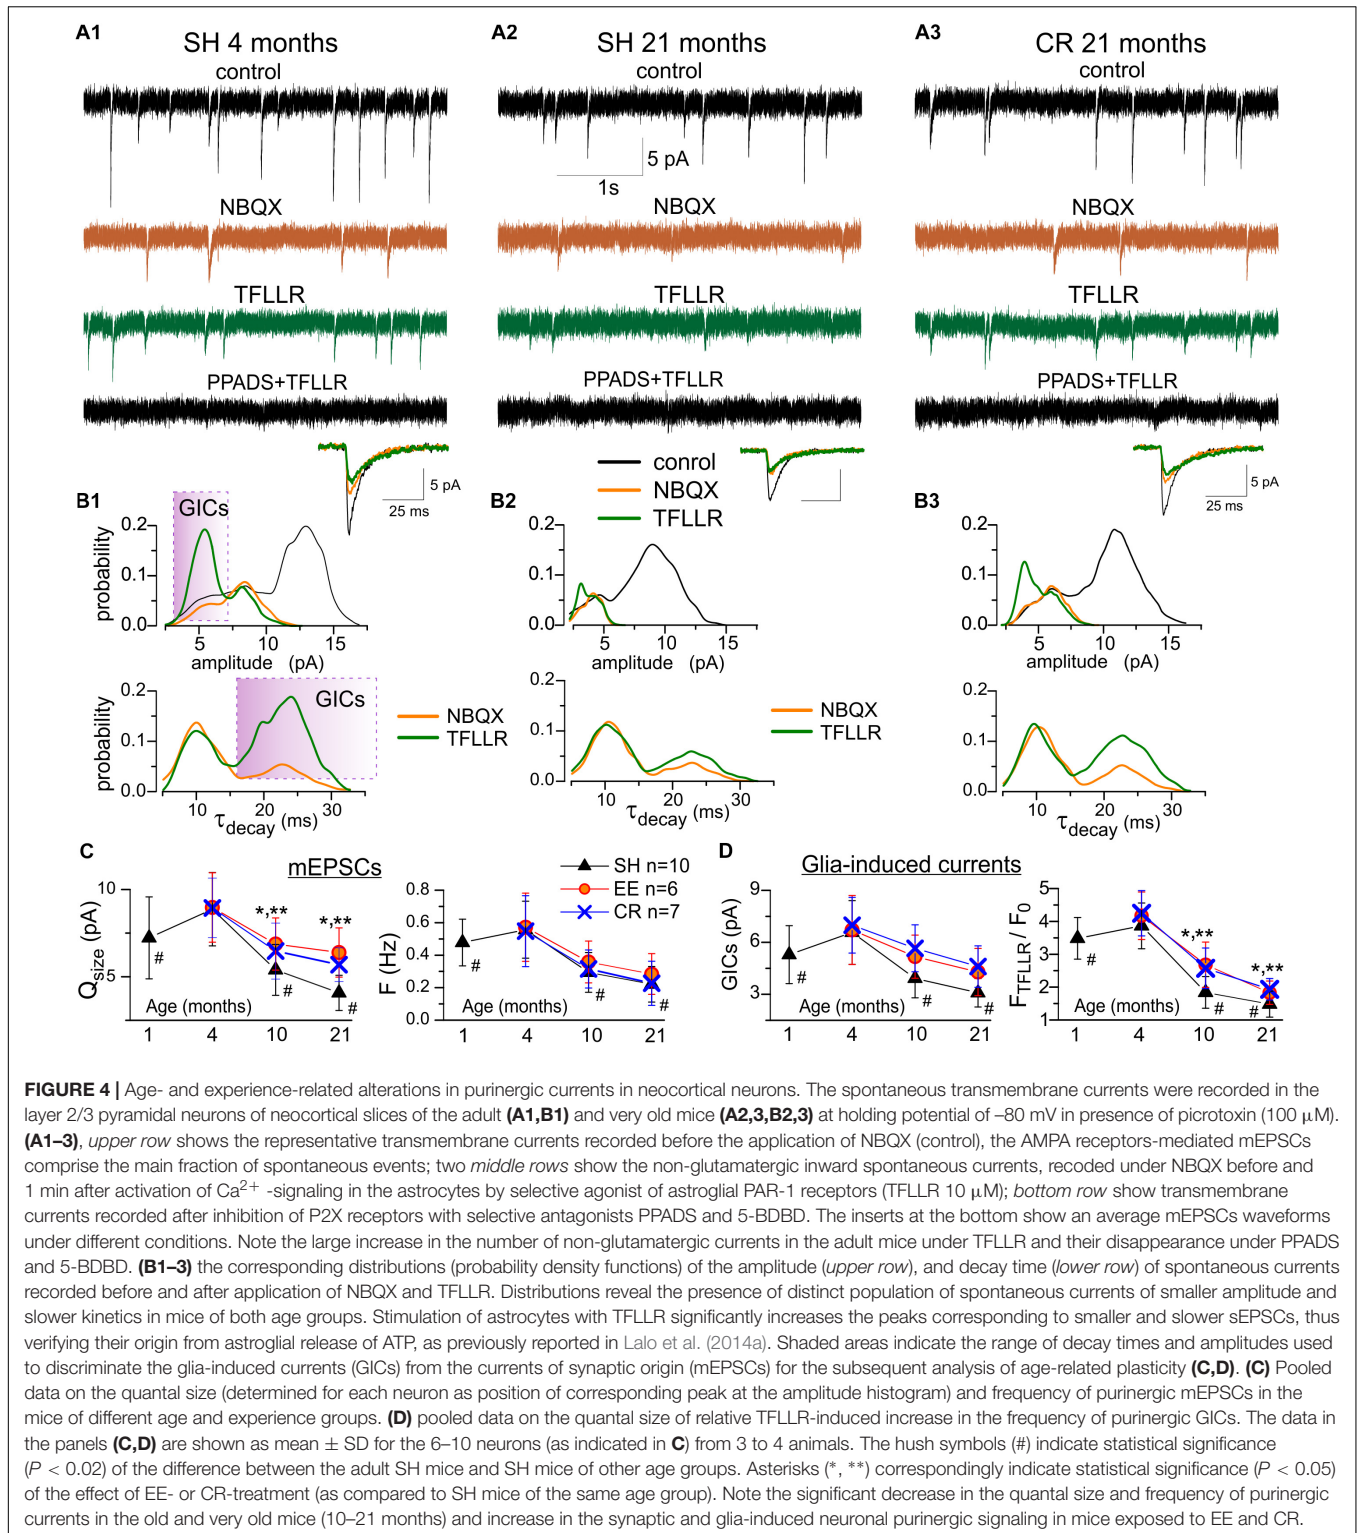 A1
SH 4 months
control
A2
SH 21 months
control
5 pA
1s
A3
CR 21 months
control
NBQX
NBQX
NBQX
TFLLR
TFLLR
TFLLR
PPADS+TFLLR
PPADS+TFLLR
PPADS+TFLLR
5 pA
25 ms
conrol
NBQX
TFLLR
5 pA
25 ms
B1
GICs
probability
0.2
0.1
0.0
5 10 15
amplitude (pA)
B2
0.2
0.1
0.0
5 10 15
amplitude (pA)
B3
0.2
0.1
0.0
5 10 15
amplitude (pA)
probability
0.2
0.1
0.0
GICs
NBQX
TFLLR
10 20 30
τdecay (ms)
0.2
0.1
0.0
NBQX
TFLLR
10 20 30
τdecay (ms)
0.2
0.1
0.0
10 20 30
τdecay (ms)
C
mEPSCs
SH n=10
EE n=6
CR n=7
Qsize (pA)
10
5
# *,** *,** # #
Age (months)
1 4 10 21
F (Hz)
0.8
0.6
0.4
0.2
0.0
# # #
Age (months)
1 4 10 21
D
Glia-induced currents
GICs (pA)
9
6
3
# # #
Age (months)
1 4 10 21
FTFLLR / F0
5
4
3
2
1
# *,** *,** # #
Age (months)
1 4 10 21
FIGURE 4 | Age- and experience-related alterations in purinergic currents in neocortical neurons. The spontaneous transmembrane currents were recorded in the
layer 2/3 pyramidal neurons of neocortical slices of the adult (A1,B1) and very old mice (A2,3,B2,3) at holding potential of –80 mV in presence of picrotoxin (100 μM).
(A1–3), upper row shows the representative transmembrane currents recorded before the application of NBQX (control), the AMPA receptors-mediated mEPSCs
comprise the main fraction of spontaneous events; two middle rows show the non-glutamatergic inward spontaneous currents, recoded under NBQX before and
1 min after activation of Ca2+ -signaling in the astrocytes by selective agonist of astroglial PAR-1 receptors (TFLLR 10 μM); bottom row show transmembrane
currents recorded after inhibition of P2X receptors with selective antagonists PPADS and 5-BDBD. The inserts at the bottom show an average mEPSCs waveforms
under different conditions. Note the large increase in the number of non-glutamatergic currents in the adult mice under TFLLR and their disappearance under PPADS
and 5-BDBD. (B1–3) the corresponding distributions (probability density functions) of the amplitude (upper row), and decay time (lower row) of spontaneous currents
recorded before and after application of NBQX and TFLLR. Distributions reveal the presence of distinct population of spontaneous currents of smaller amplitude and
slower kinetics in mice of both age groups. Stimulation of astrocytes with TFLLR significantly increases the peaks corresponding to smaller and slower sEPSCs, thus
verifying their origin from astroglial release of ATP, as previously reported in Lalo et al. (2014a). Shaded areas indicate the range of decay times and amplitudes used
to discriminate the glia-induced currents (GICs) from the currents of synaptic origin (mEPSCs) for the subsequent analysis of age-related plasticity (C,D). (C) Pooled
data on the quantal size (determined for each neuron as position of corresponding peak at the amplitude histogram) and frequency of purinergic mEPSCs in the
mice of different age and experience groups. (D) pooled data on the quantal size of relative TFLLR-induced increase in the frequency of purinergic GICs. The data in
the panels (C,D) are shown as mean ± SD for the 6–10 neurons (as indicated in C) from 3 to 4 animals. The hush symbols (#) indicate statistical significance
(P < 0.02) of the difference between the adult SH mice and SH mice of other age groups. Asterisks (*, **) correspondingly indicate statistical significance (P < 0.05)
of the effect of EE- or CR-treatment (as compared to SH mice of the same age group). Note the significant decrease in the quantal size and frequency of purinergic
currents in the old and very old mice (10–21 months) and increase in the synaptic and glia-induced neuronal purinergic signaling in mice exposed to EE and CR.